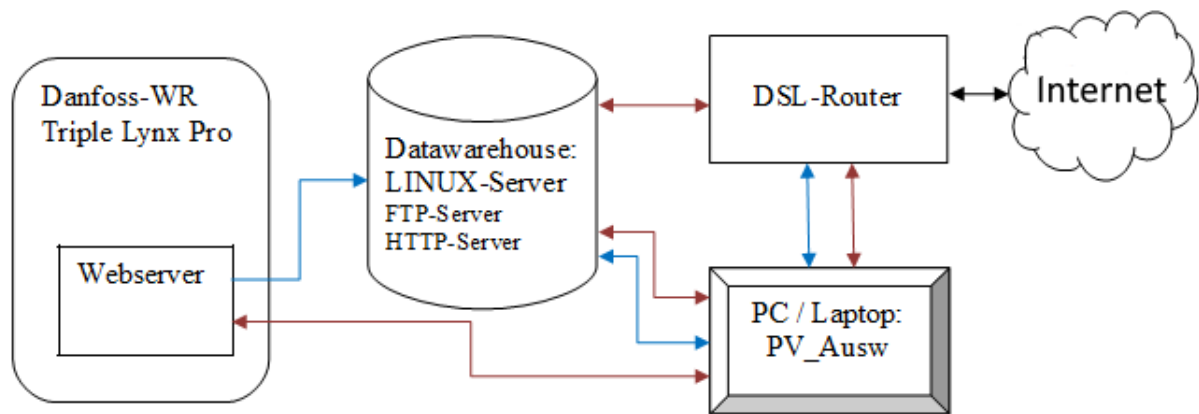 Danfoss-WR
Triple Lynx Pro
Webserver
Datawarehouse:
LINUX-Server
FTP-Server
HTTP-Server
DSL-Router
Internet
PC / Laptop:
PV_Ausw